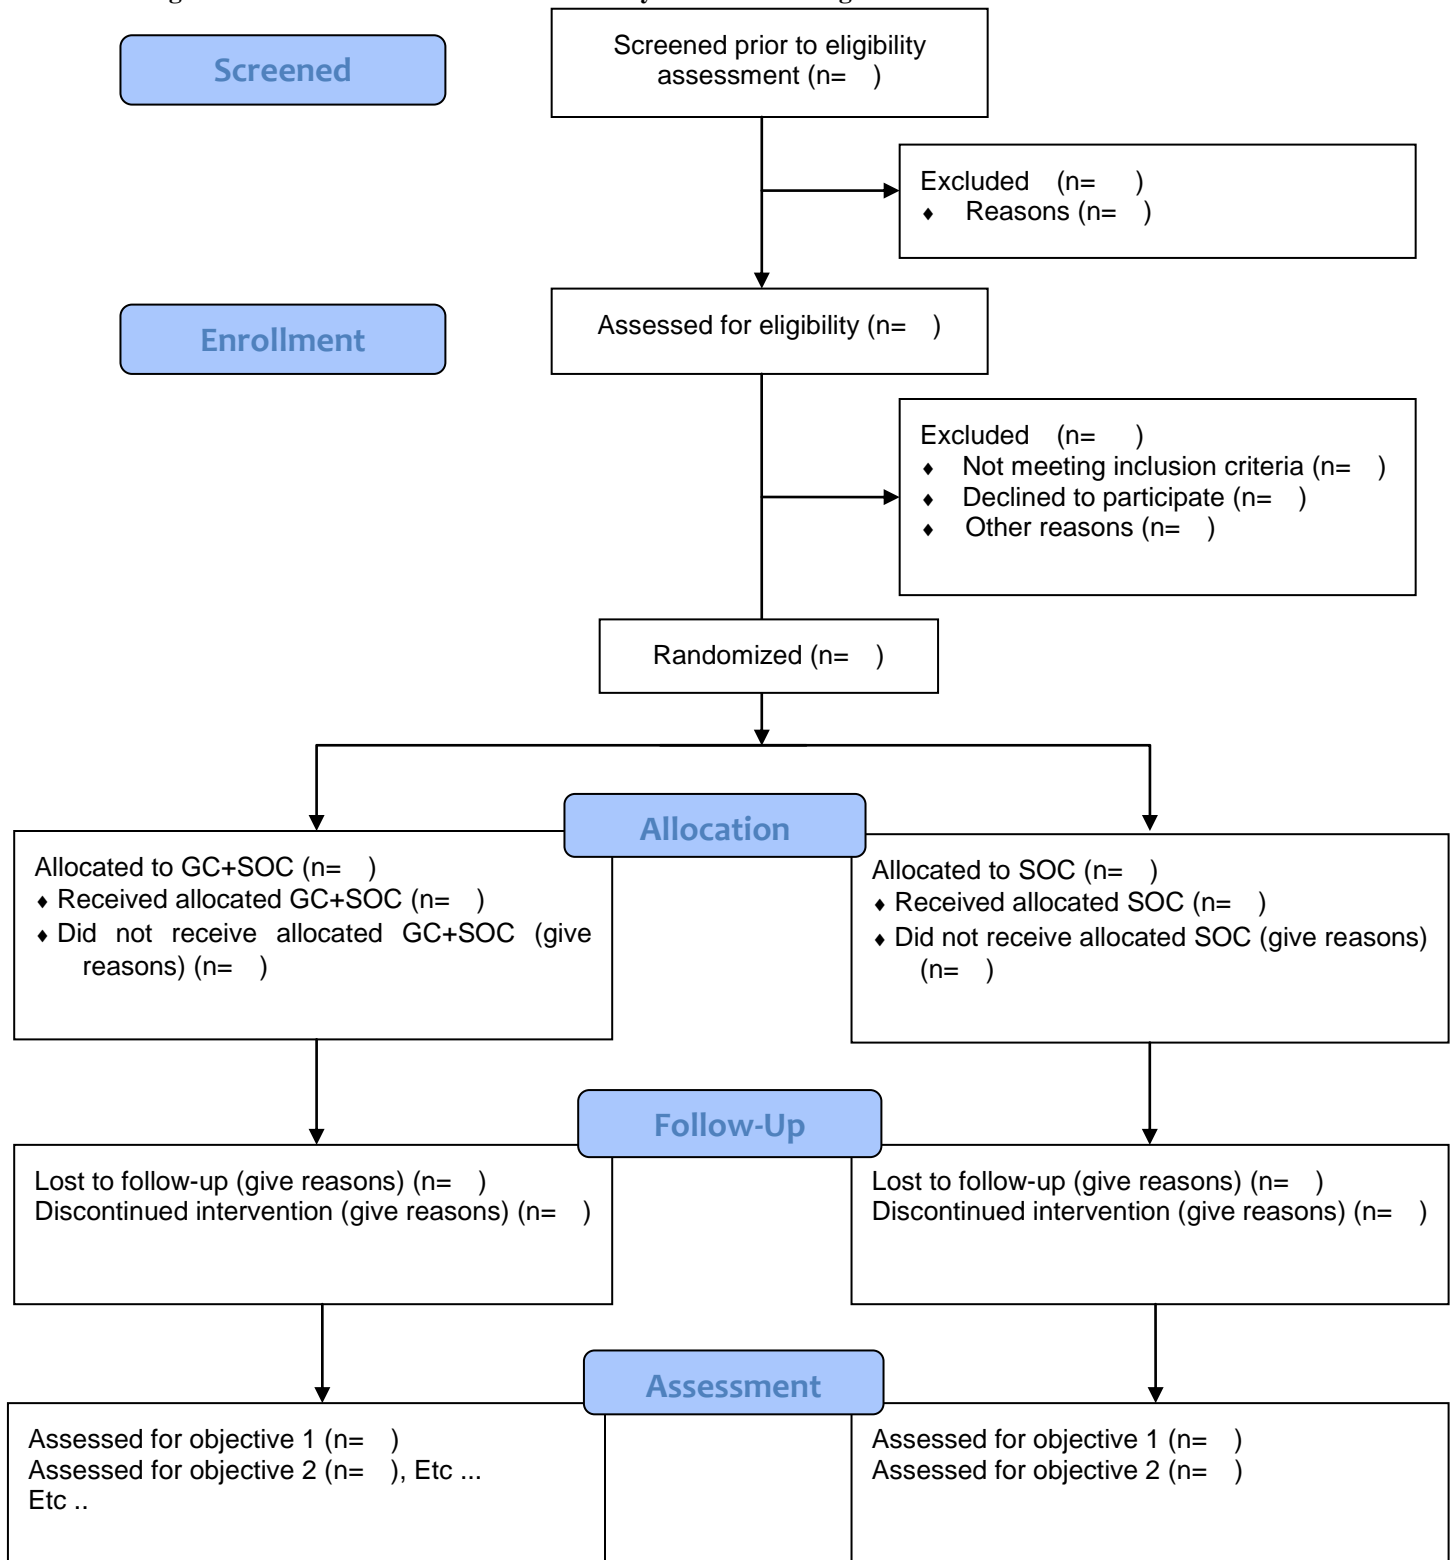 Screened
Screened prior to eligibility
assessment (n=   )
Excluded   (n=    )
♦ Reasons (n=   )
Enrollment
Assessed for eligibility (n=   )
Excluded   (n=    )
♦ Not meeting inclusion criteria (n=   )
♦ Declined to participate (n=   )
♦ Other reasons (n=   )
Randomized (n=   )
Allocation
Allocated to GC+SOC (n=   )
♦ Received allocated GC+SOC (n=   )
♦ Did not receive allocated GC+SOC (give
reasons) (n=   )
Allocated to SOC (n=   )
♦ Received allocated SOC (n=   )
♦ Did not receive allocated SOC (give reasons)
(n=   )
Follow-Up
Lost to follow-up (give reasons) (n=   )
Discontinued intervention (give reasons) (n=   )
Lost to follow-up (give reasons) (n=   )
Discontinued intervention (give reasons) (n=   )
Assessment
Assessed for objective 1 (n=   )
Assessed for objective 2 (n=   ), Etc ...
Etc ..
Assessed for objective 1 (n=   )
Assessed for objective 2 (n=   )